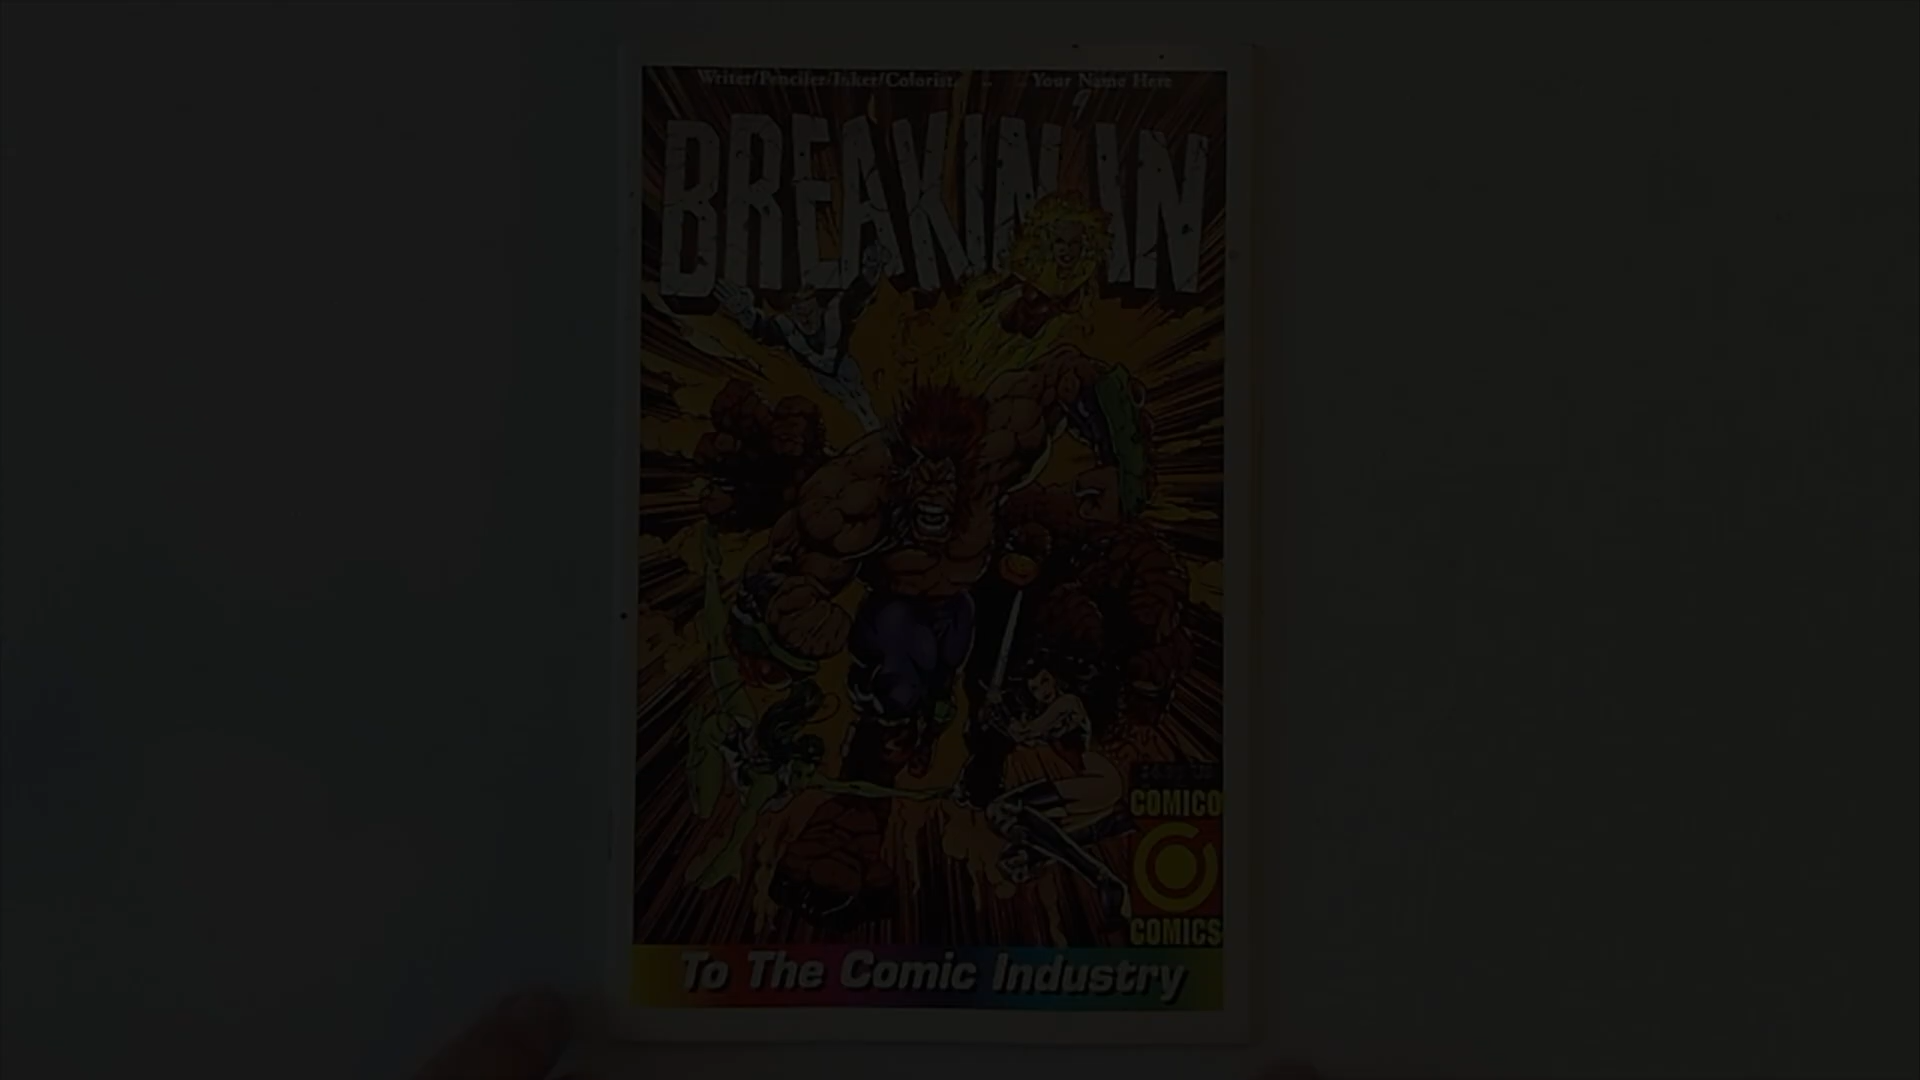 Writer/Penciler/Inker/Colorist... Your Name Here
BREAKIN IN
COMICO
COMICS
To The Comic Industry